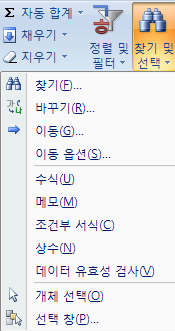 Σ 자동 합계
채우기
지우기
정렬 및
필터
찾기 및
선택
찾기(F)...
바꾸기(R)...
이동(G)...
이동 옵션(S)...
수식(U)
메모(M)
조건부 서식(C)
상수(N)
데이터 유효성 검사(V)
개체 선택(O)
선택 창(P)...